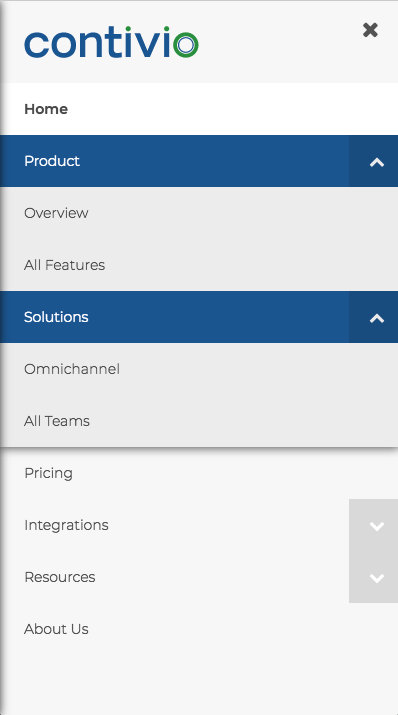 contivio
Home
Product
Overview
All Features
Solutions
Omnichannel
All Teams
Pricing
Integrations
Resources
About Us